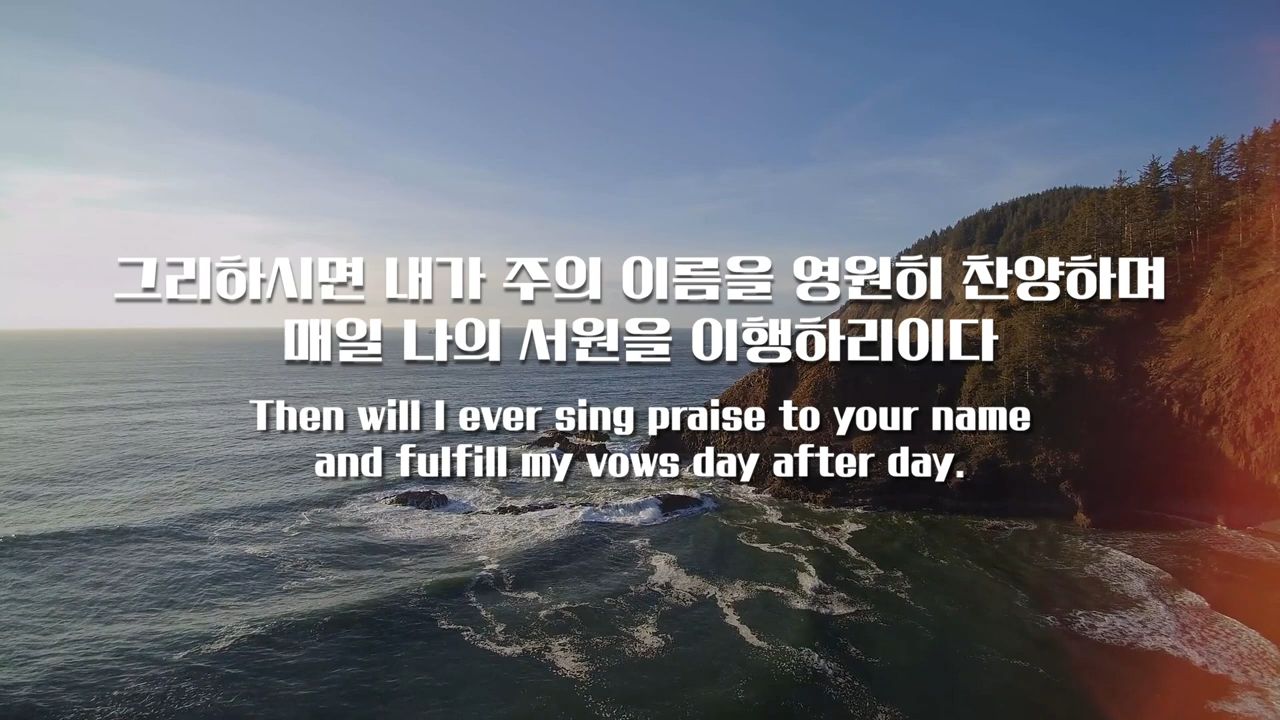 그리하시면 내가 주의 이름을 영원히 찬양하며
매일 나의 서원을 이행하리이다
Then will I ever sing praise to your name
and fulfill my vows day after day.